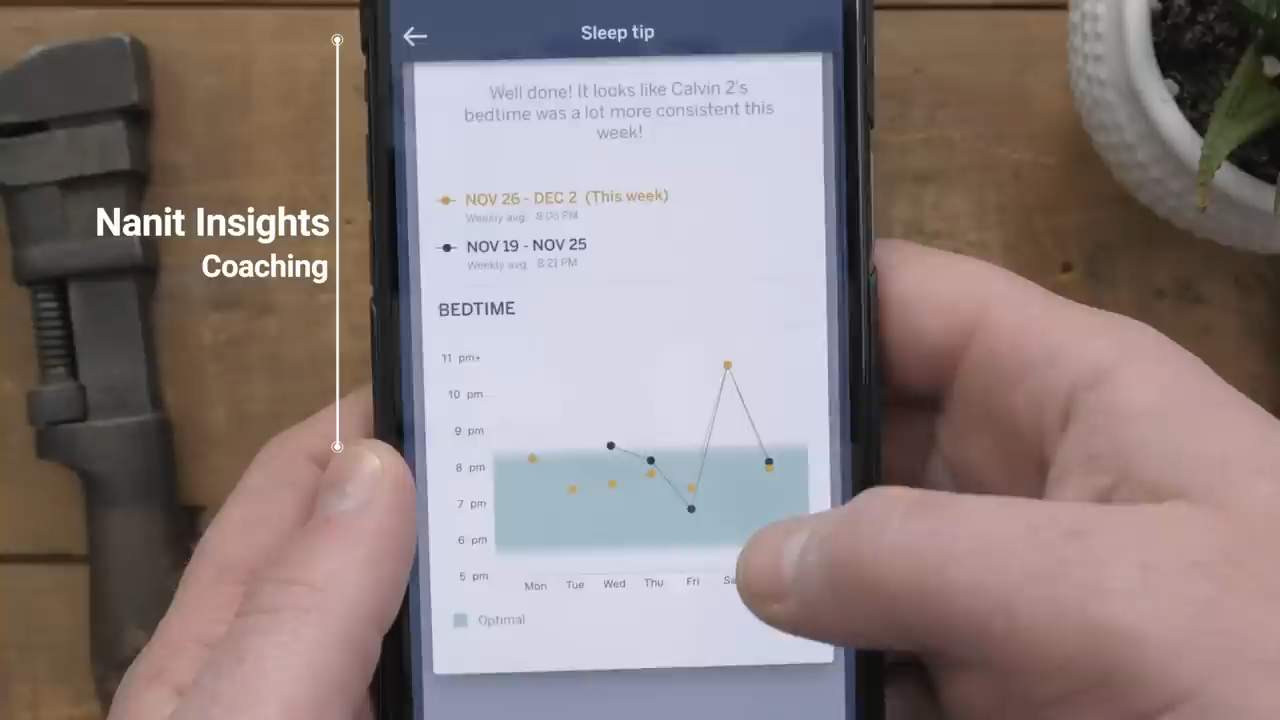 Sleep tip
Well done! It looks like Calvin 2's
bedtime was a lot more consistent this
week!
NOV 26 - DEC 2 (This week)
Weekly avg:
NOV 19 - NOV 25
Weekly avg: 8:21 PM
Nanit Insights
Coaching
BEDTIME
11 pm+
10 pm
9 pm
8 pm
7 pm
6 pm
5 pm
Mon Tue Wed Thu Fri
Optimal